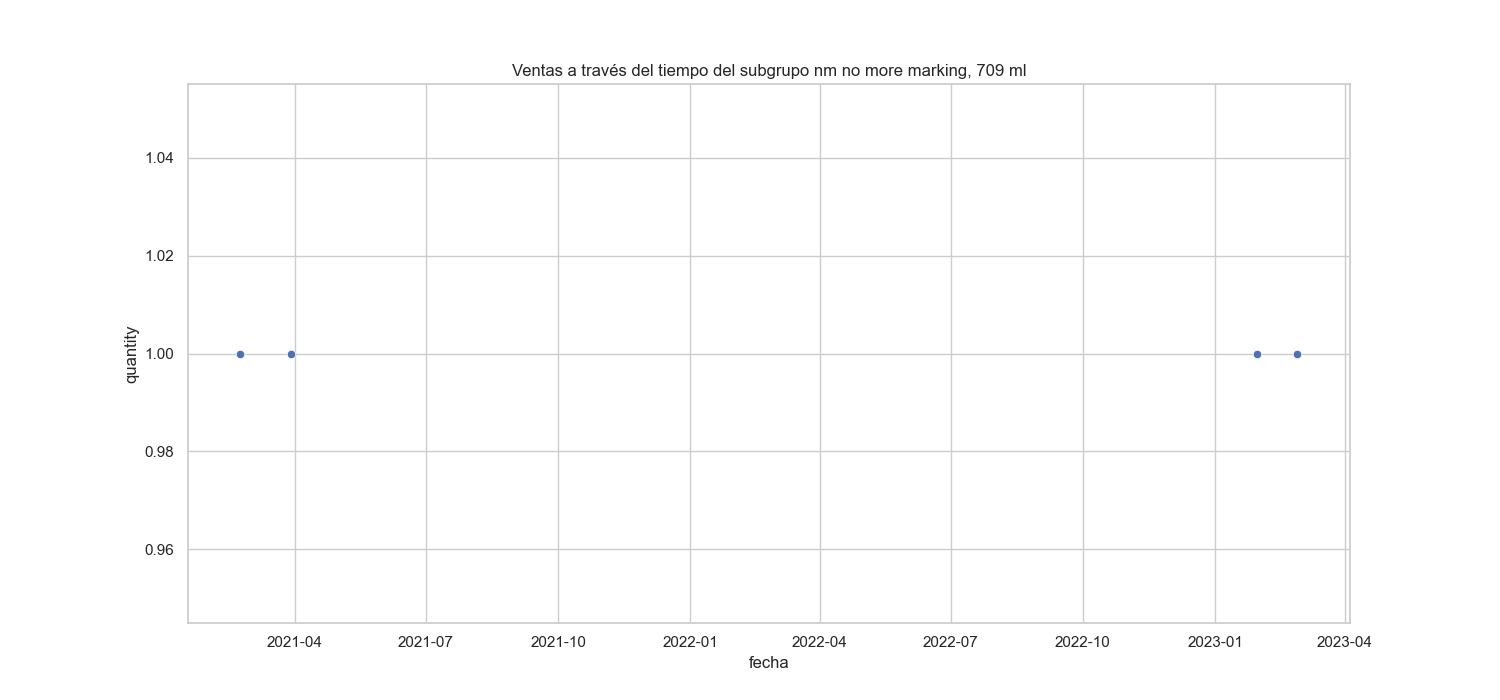 Ventas a través del tiempo del subgrupo nm no more marking, 709 ml
1.04
1.02
1.00
0.98
0.96
quantity
2021-04 2021-07 2021-10 2022-01 2022-04 2022-07 2022-10 2023-01 2023-04
fecha